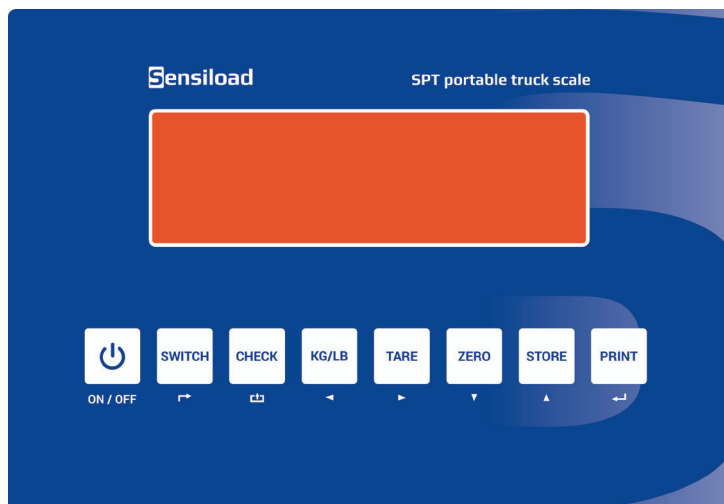 Sensiload
SPT portable truck scale
SWITCH
CHECK
KG/LB
TARE
ZERO
STORE
PRINT
ON / OFF